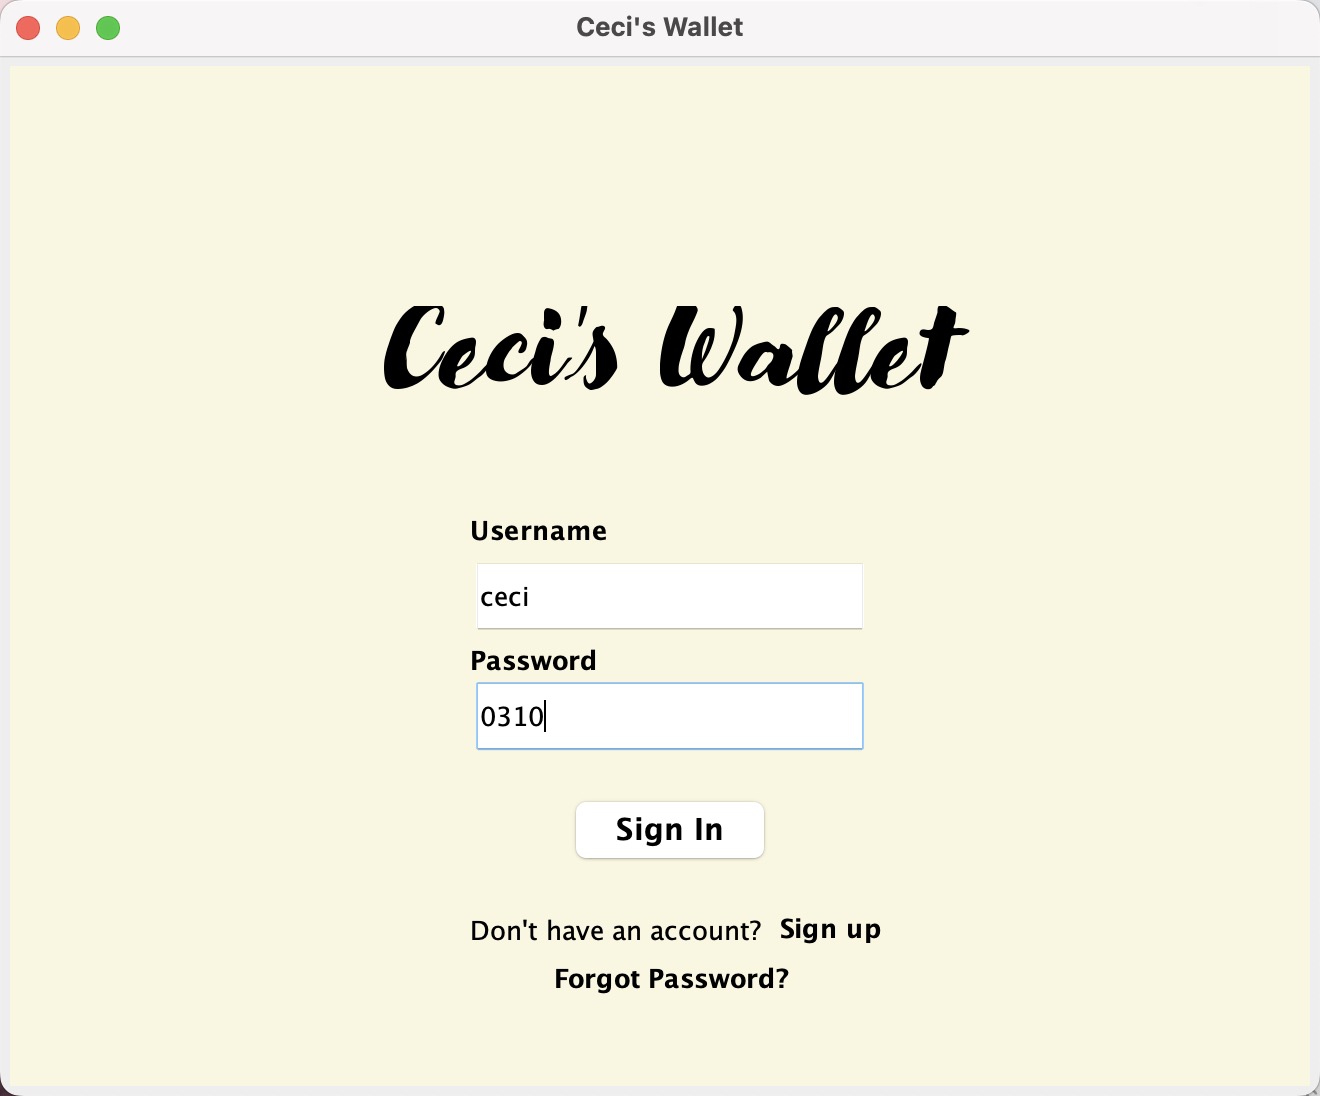 Ceci's Wallet
Ceci's Wallet
Username
ceci
Password
0310
Sign In
Don't have an account? Sign up
Forgot Password?